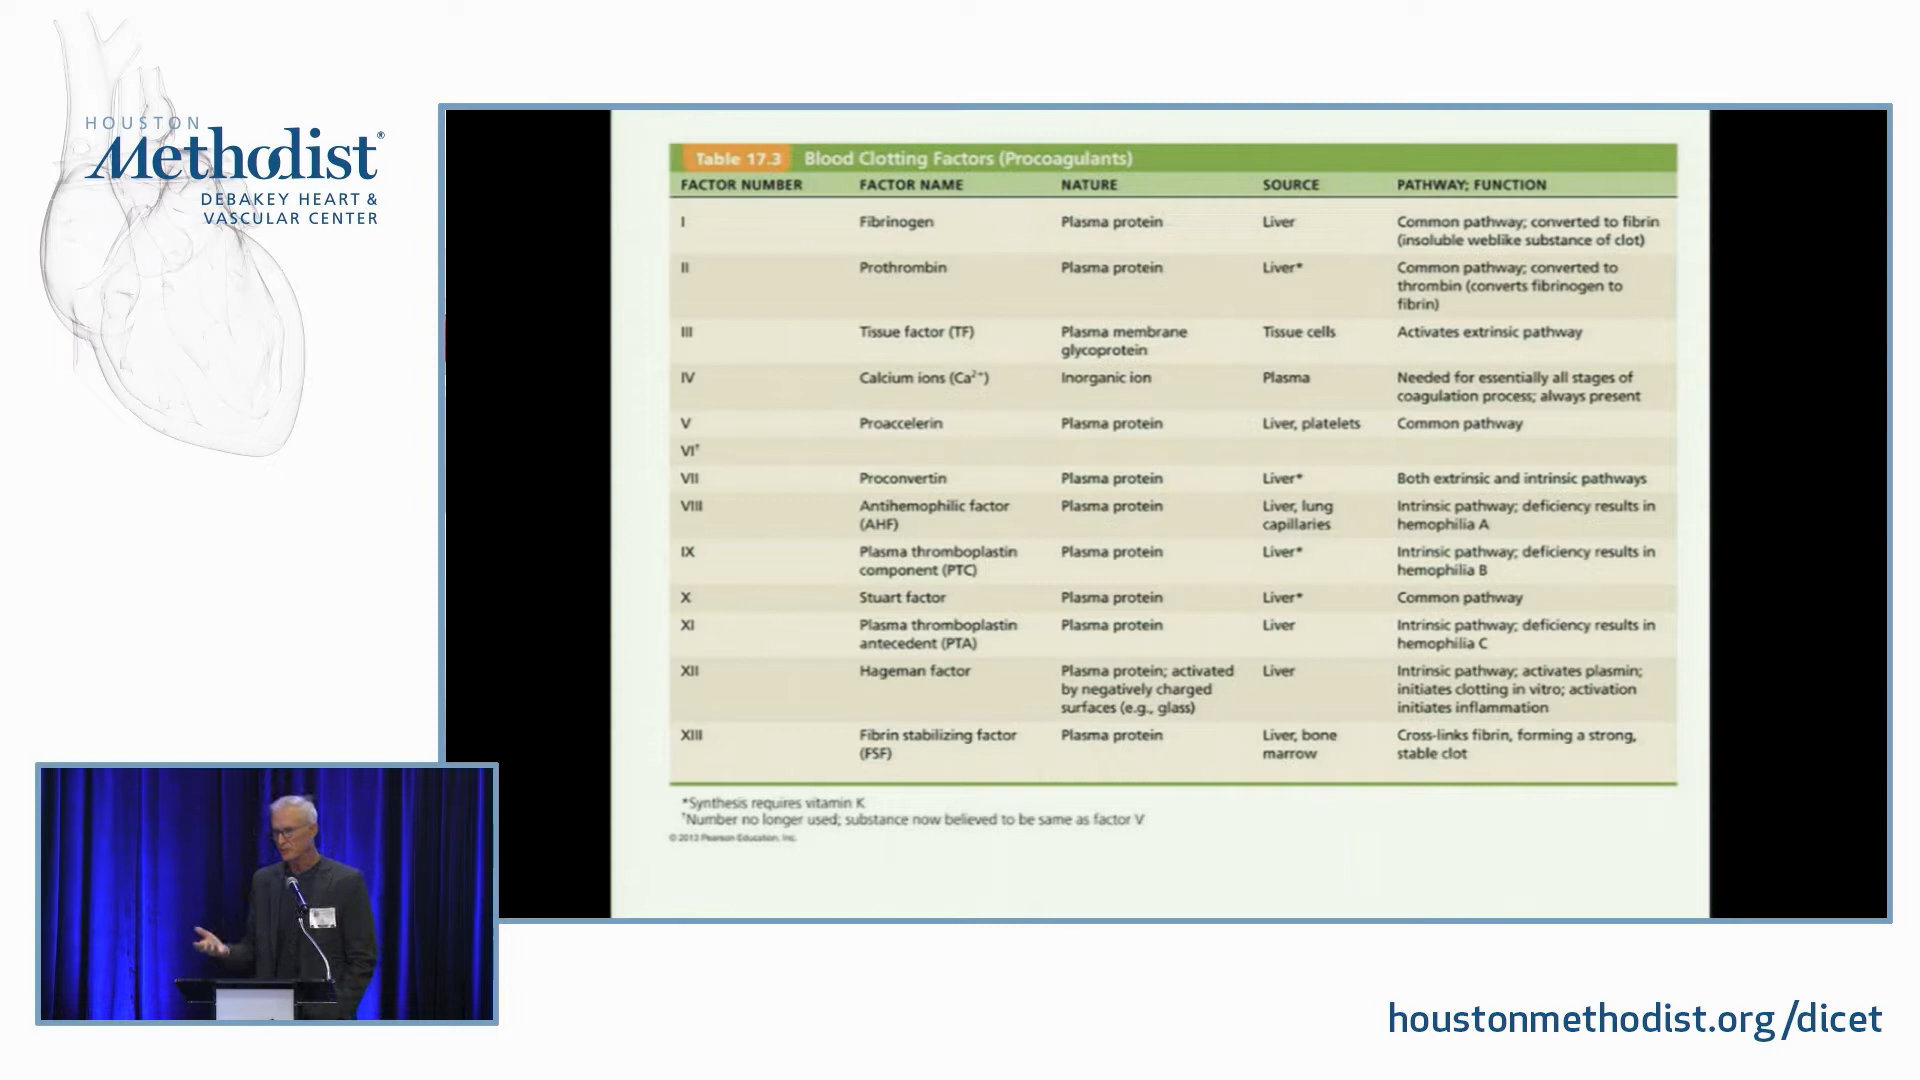 HOUSTON
Methodist®
DEBAKEY HEART &
VASCULAR CENTER
Table 17.3 Blood Clotting Factors (Procoagulants)
FACTOR NUMBER FACTOR NAME NATURE SOURCE PATHWAY; FUNCTION
I Fibrinogen Plasma protein Liver Common pathway; converted to fibrin
(insoluble weblike substance of clot)
II Prothrombin Plasma protein Liver* Common pathway; converted to
thrombin (converts fibrinogen to
fibrin)
III Tissue factor (TF) Plasma membrane Tissue cells Activates extrinsic pathway
glycoprotein
IV Calcium ions (Ca²⁺) Inorganic ion Plasma Needed for essentially all stages of
coagulation process; always present
V Proaccelerin Plasma protein Liver, platelets Common pathway
VI†
VII Proconvertin Plasma protein Liver* Both extrinsic and intrinsic pathways
VIII Antihemophilic factor Plasma protein Liver, lung Intrinsic pathway; deficiency results in
(AHF) capillaries hemophilia A
IX Plasma thromboplastin Plasma protein Liver* Intrinsic pathway; deficiency results in
component (PTC) hemophilia B
X Stuart factor Plasma protein Liver* Common pathway
XI Plasma thromboplastin Plasma protein Liver Intrinsic pathway; deficiency results in
antecedent (PTA) hemophilia C
XII Hageman factor Plasma protein; activated Liver Intrinsic pathway; activates plasmin;
by negatively charged initiates clotting in vitro; activation
surfaces (e.g., glass) initiates inflammation
XIII Fibrin stabilizing factor Plasma protein Liver, bone Cross-links fibrin, forming a strong,
(FSF) marrow stable clot
*Synthesis requires vitamin K
†Number no longer used; substance now believed to be same as factor V
© 2013 Pearson Education, Inc.
houstonmethodist.org/dicet